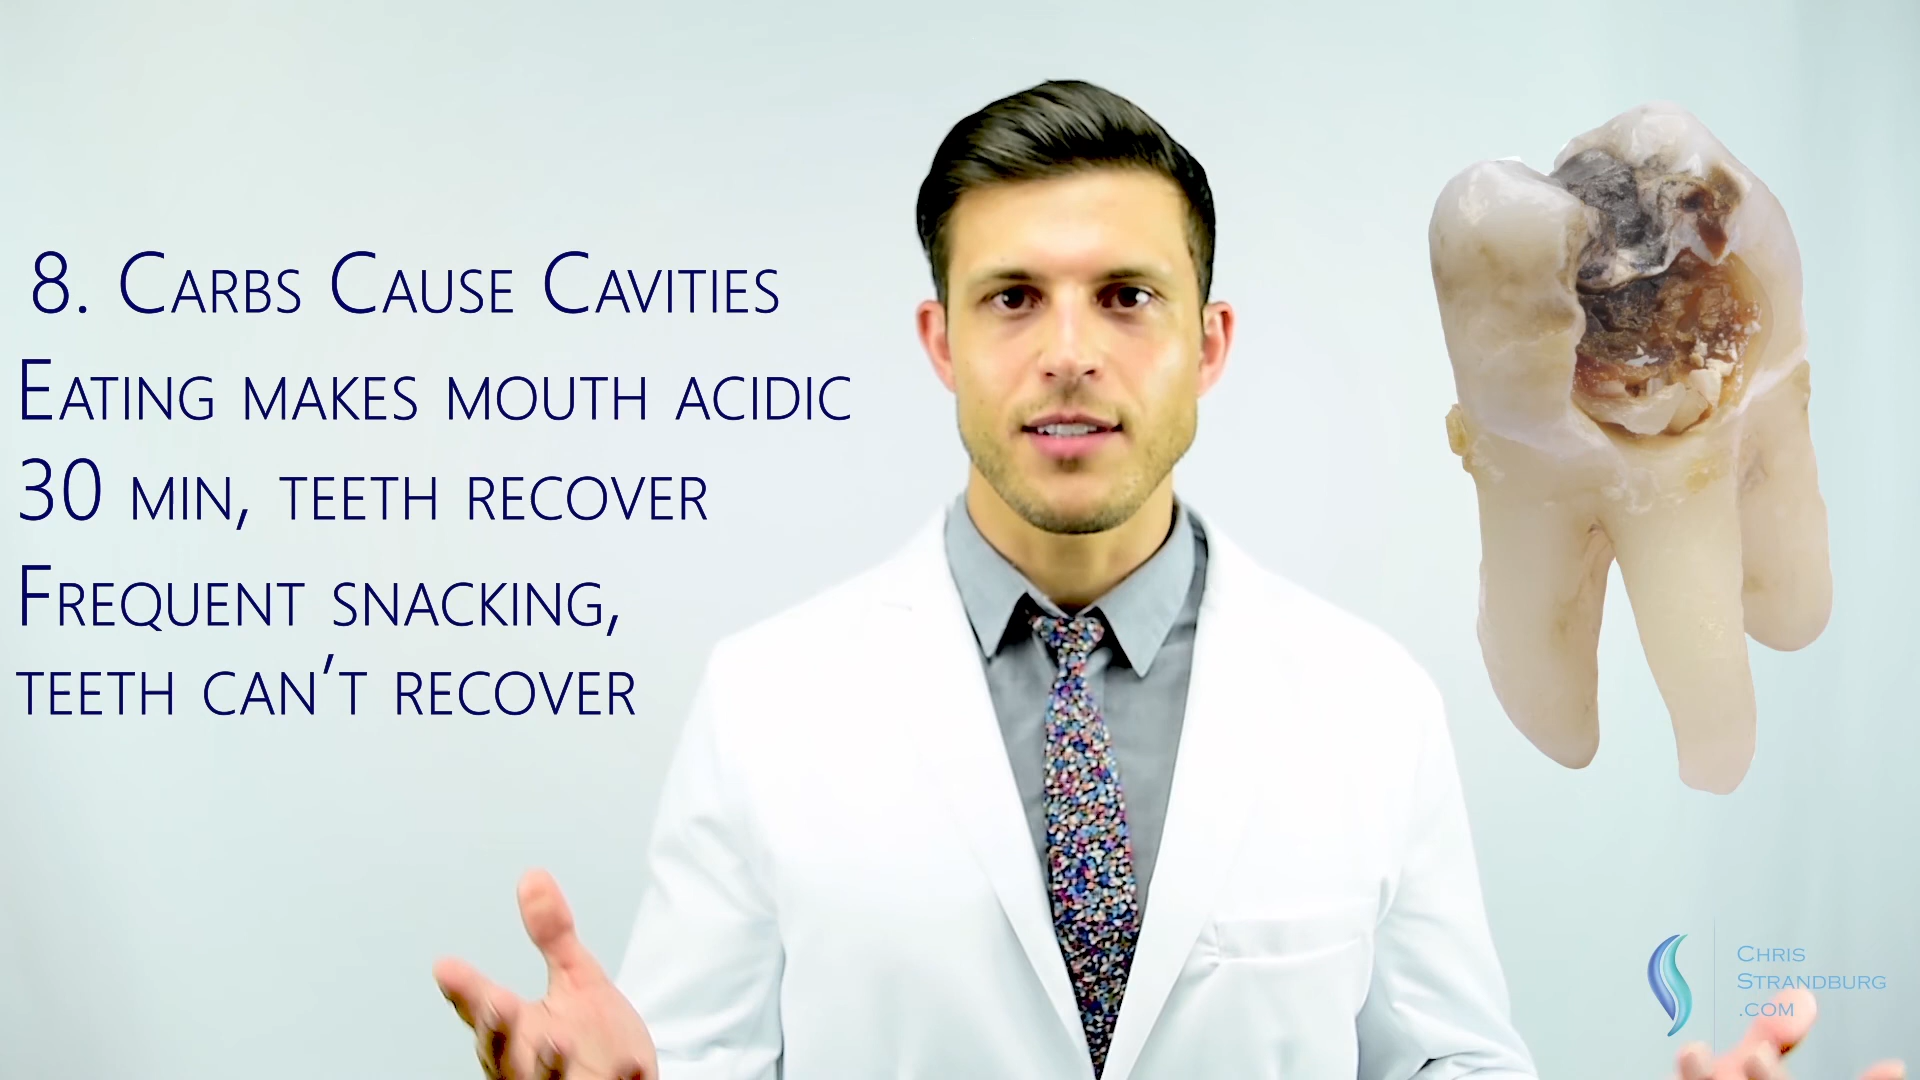 8. Carbs Cause Cavities
Eating makes mouth acidic
30 min, teeth recover
Frequent snacking,
teeth can't recover
Chris
Strandburg
.com